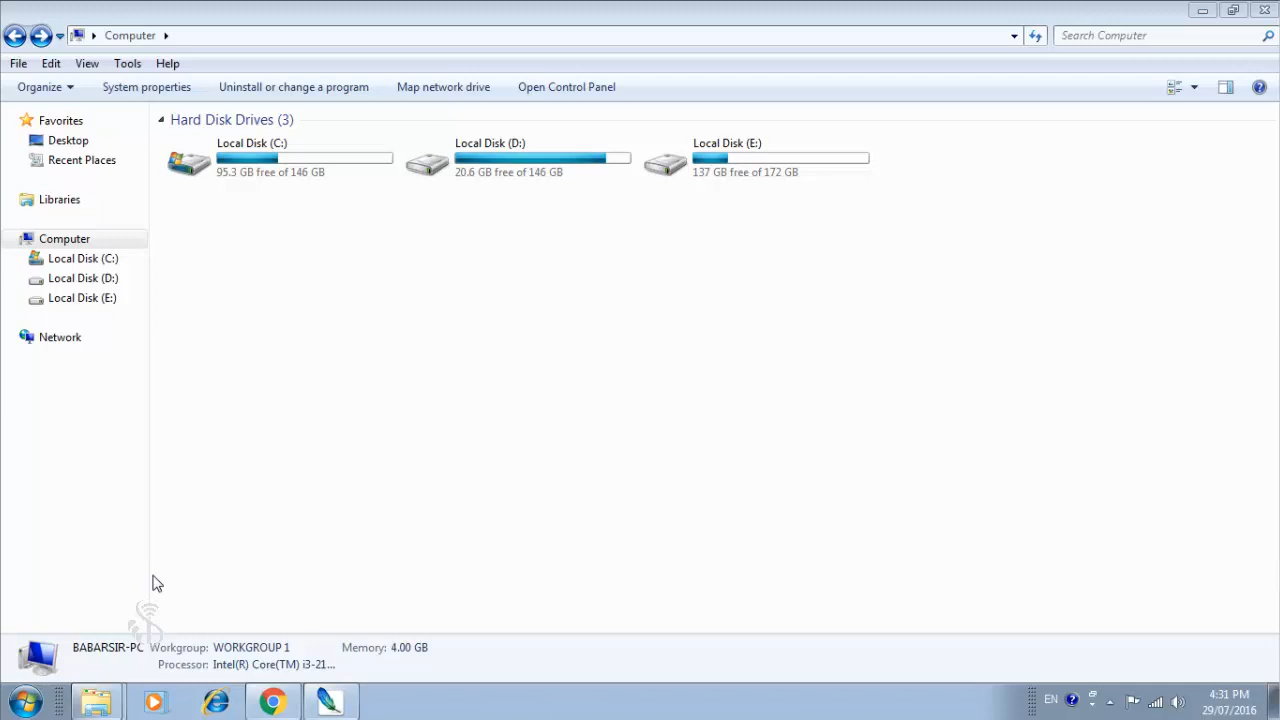 Computer
Search Computer
File Edit View Tools Help
Organize System properties Uninstall or change a program Map network drive Open Control Panel
Favorites
Desktop
Recent Places
Libraries
Computer
Local Disk (C:)
Local Disk (D:)
Local Disk (E:)
Network
Hard Disk Drives (3)
Local Disk (C:)
95.3 GB free of 146 GB
Local Disk (D:)
20.6 GB free of 146 GB
Local Disk (E:)
137 GB free of 172 GB
BABARSIR-PC Workgroup: WORKGROUP 1 Memory: 4.00 GB
Processor: Intel(R) Core(TM) i3-21...
EN
4:31 PM
29/07/2016